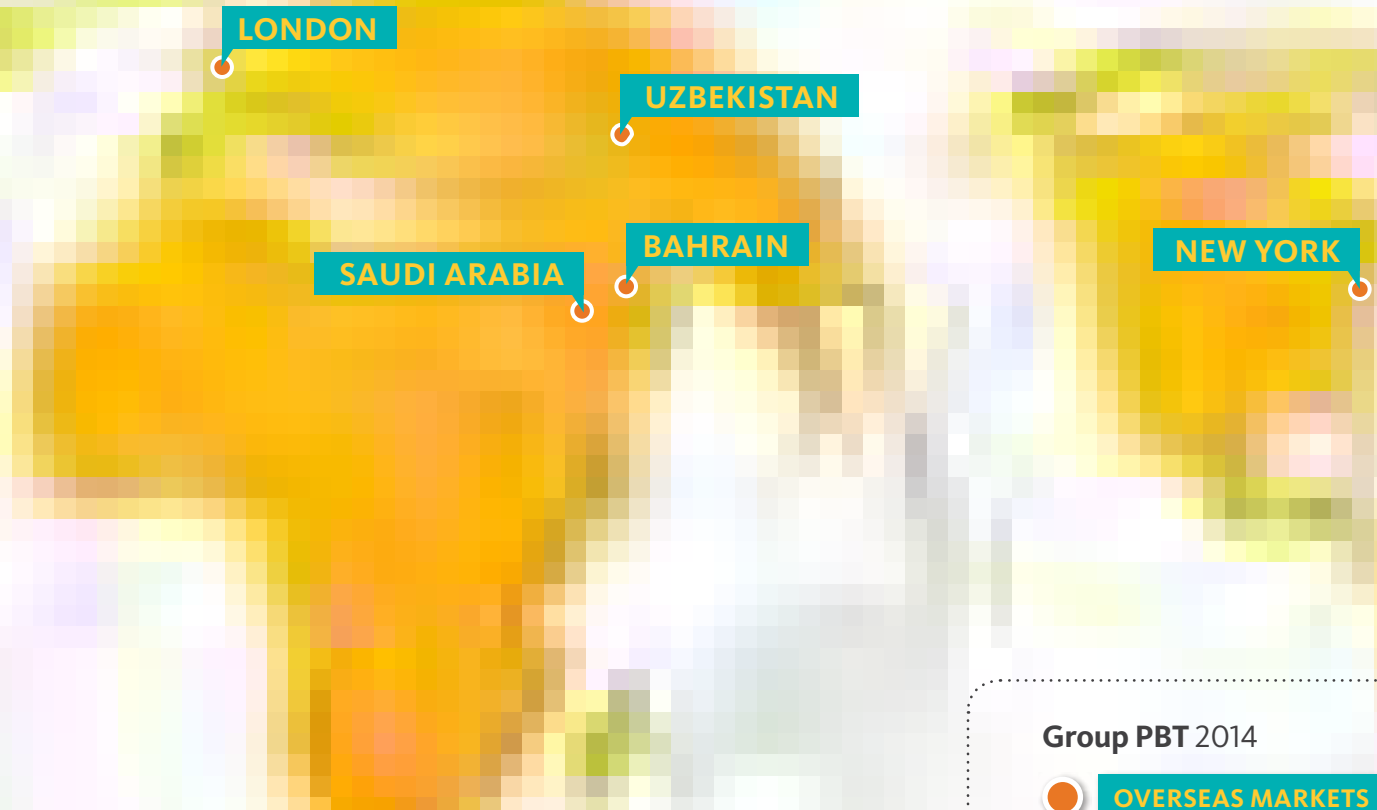 LONDON
UZBEKISTAN
BAHRAIN
NEW YORK
SAUDI ARABIA
Group PBT 2014
OVERSEAS MARKETS